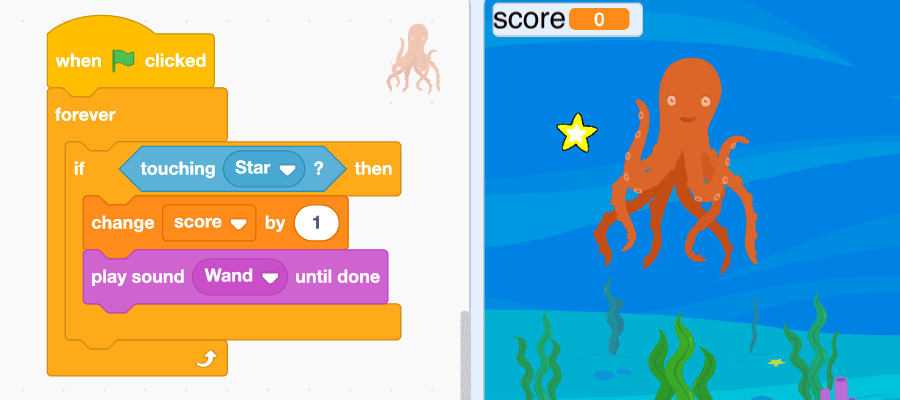 when clicked
forever
if touching Star ? then
change score by 1
play sound Wand until done
score 0